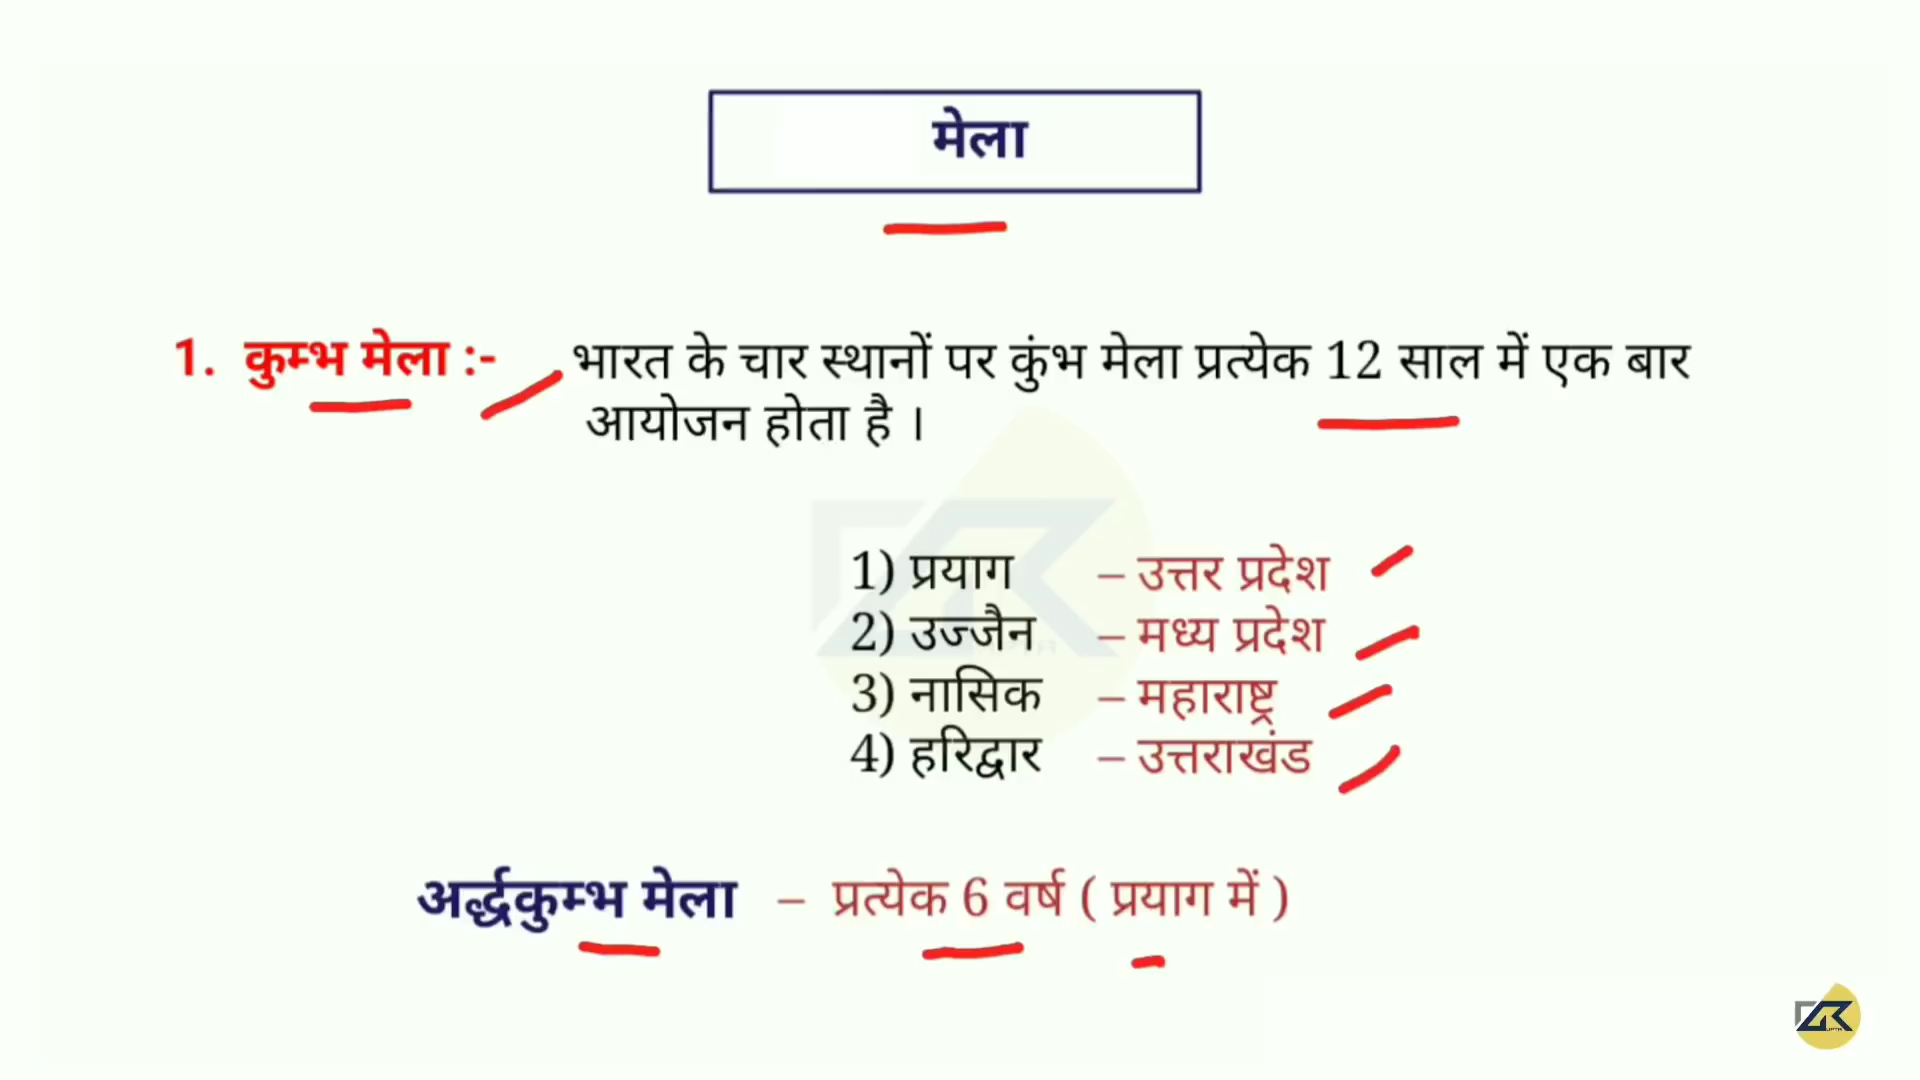 मेला
1. कुम्भ मेला :- भारत के चार स्थानों पर कुंभ मेला प्रत्येक 12 साल में एक बार
आयोजन होता है ।
1) प्रयाग – उत्तर प्रदेश
2) उज्जैन – मध्य प्रदेश
3) नासिक – महाराष्ट्र
4) हरिद्वार – उत्तराखंड
अर्द्धकुम्भ मेला – प्रत्येक 6 वर्ष ( प्रयाग में )